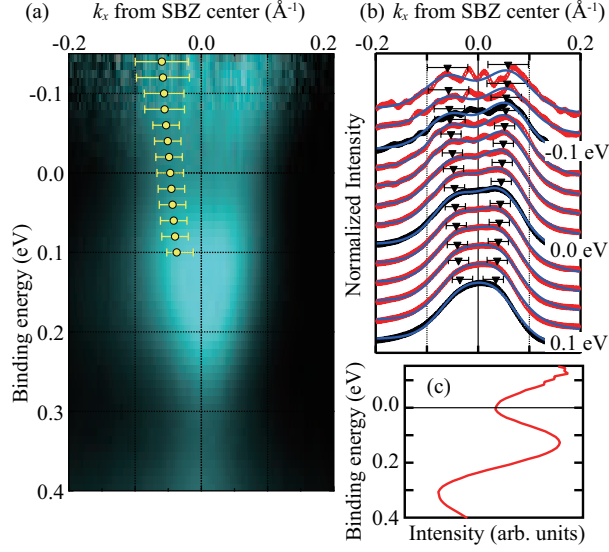 (a)
k_x from SBZ center (Å⁻¹)
-0.2
0.0
0.2
-0.1
0.0
0.1
0.2
0.3
0.4
Binding energy (eV)
(b)
k_x from SBZ center (Å⁻¹)
-0.2
0.0
0.2
Normalized Intensity
-0.1 eV
0.0 eV
0.1 eV
(c)
0.0
0.2
0.4
Binding energy (eV)
Intensity (arb. units)